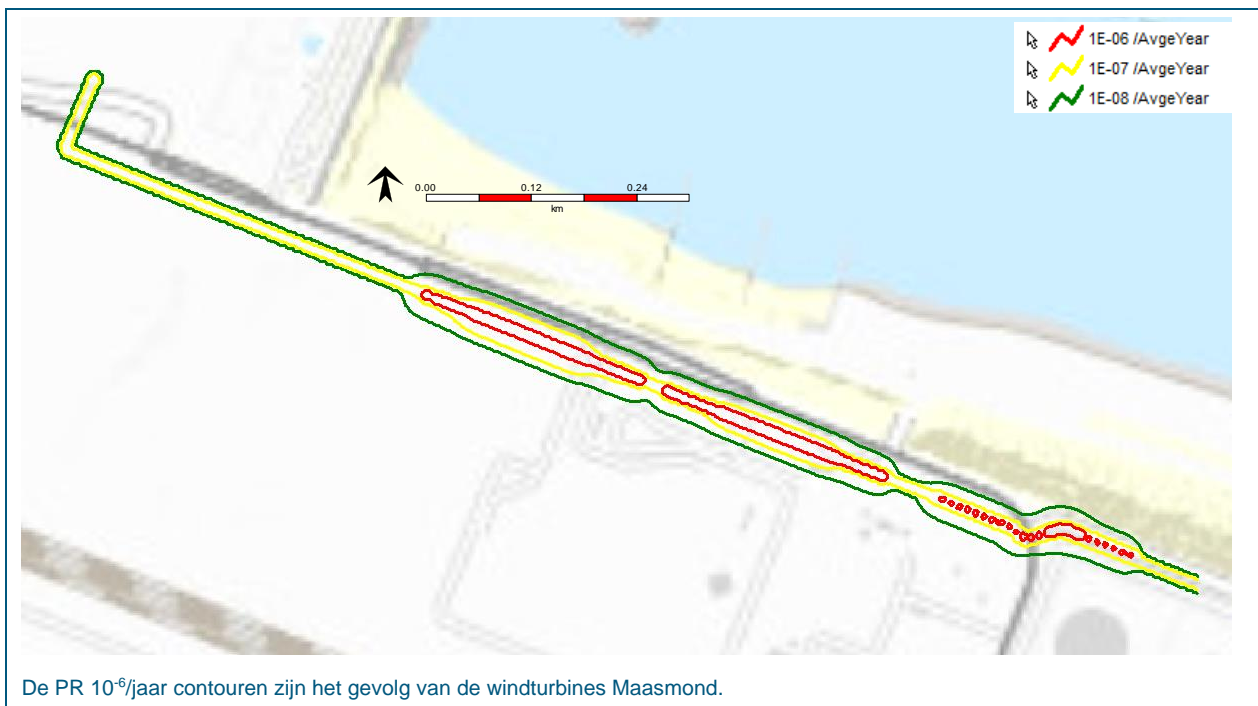 1E-06 /AvgeYear
1E-07 /AvgeYear
1E-08 /AvgeYear
0.00 0.12 0.24
km
De PR 10⁻⁶/jaar contouren zijn het gevolg van de windturbines Maasmond.